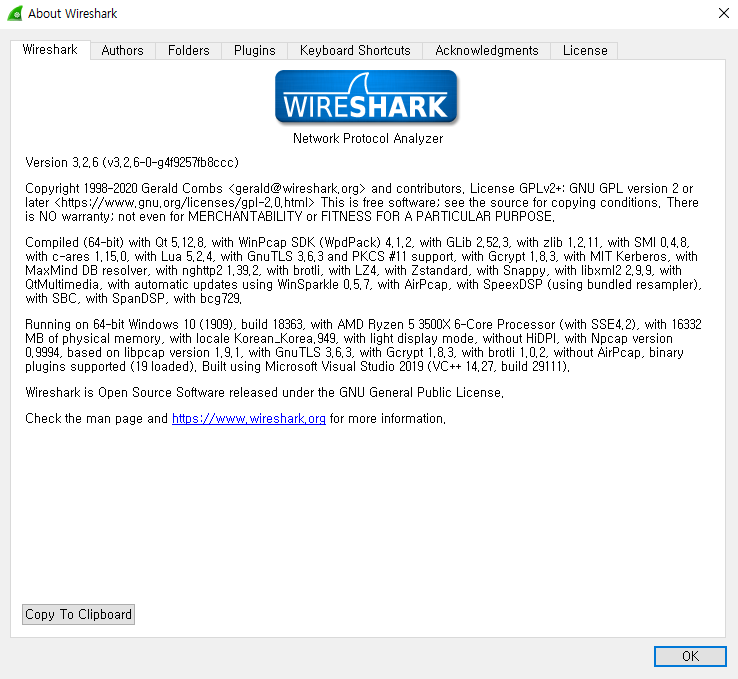 About Wireshark
Wireshark Authors Folders Plugins Keyboard Shortcuts Acknowledgments License
WIRESHARK
Network Protocol Analyzer
Version 3.2.6 (v3.2.6-0-g4f9257fb8ccc)
Copyright 1998-2020 Gerald Combs <gerald@wireshark.org> and contributors. License GPLv2+: GNU GPL version 2 or
later <https://www.gnu.org/licenses/gpl-2.0.html> This is free software; see the source for copying conditions. There
is NO warranty; not even for MERCHANTABILITY or FITNESS FOR A PARTICULAR PURPOSE.
Compiled (64-bit) with Qt 5.12.8, with WinPcap SDK (WpdPack) 4.1.2, with GLib 2.52.3, with zlib 1.2.11, with SMI 0.4.8,
with c-ares 1.15.0, with Lua 5.2.4, with GnuTLS 3.6.3 and PKCS #11 support, with Gcrypt 1.8.3, with MIT Kerberos, with
MaxMind DB resolver, with nghttp2 1.39.2, with brotli, with LZ4, with Zstandard, with Snappy, with libxml2 2.9.9, with
QtMultimedia, with automatic updates using WinSparkle 0.5.7, with AirPcap, with SpeexDSP (using bundled resampler),
with SBC, with SpanDSP, with bcg729.
Running on 64-bit Windows 10 (1909), build 18363, with AMD Ryzen 5 3500X 6-Core Processor (with SSE4.2), with 16332
MB of physical memory, with locale Korean_Korea.949, with light display mode, without HiDPI, with Npcap version
0.9994, based on libpcap version 1.9.1, with GnuTLS 3.6.3, with Gcrypt 1.8.3, with brotli 1.0.2, without AirPcap, binary
plugins supported (19 loaded). Built using Microsoft Visual Studio 2019 (VC++ 14.27, build 29111).
Wireshark is Open Source Software released under the GNU General Public License.
Check the man page and https://www.wireshark.org for more information.
Copy To Clipboard
OK